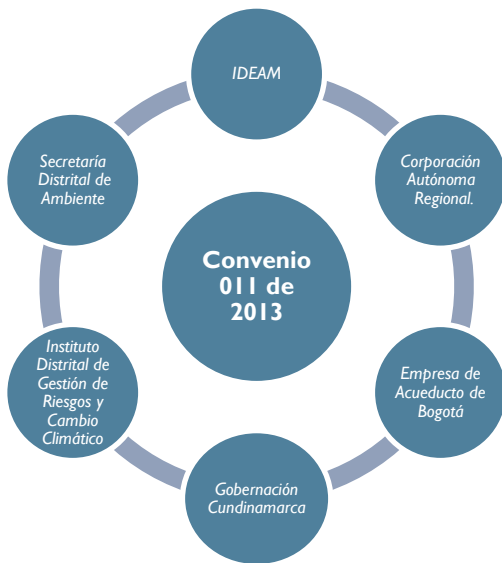 IDEAM
Corporación
Autónoma
Regional.
Empresa de
Acueducto de
Bogotá
Gobernación
Cundinamarca
Instituto
Distrital de
Gestión de
Riesgos y
Cambio
Climático
Secretaría
Distrital de
Ambiente
Convenio
011 de
2013